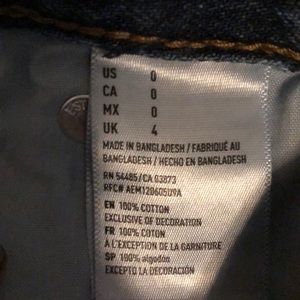 US 0
CA 0
MX 0
UK 4
MADE IN BANGLADESH / FABRIQUÉ AU
BANGLADESH / HECHO EN BANGLADESH
RN 54485/CA 03873
RFC# AEM120605U9A
EN 100% COTTON
EXCLUSIVE OF DECORATION
FR 100% COTON
À L'EXCEPTION DE LA GARNITURE
SP 100% algodón
EXCEPTO LA DECORACIÓN